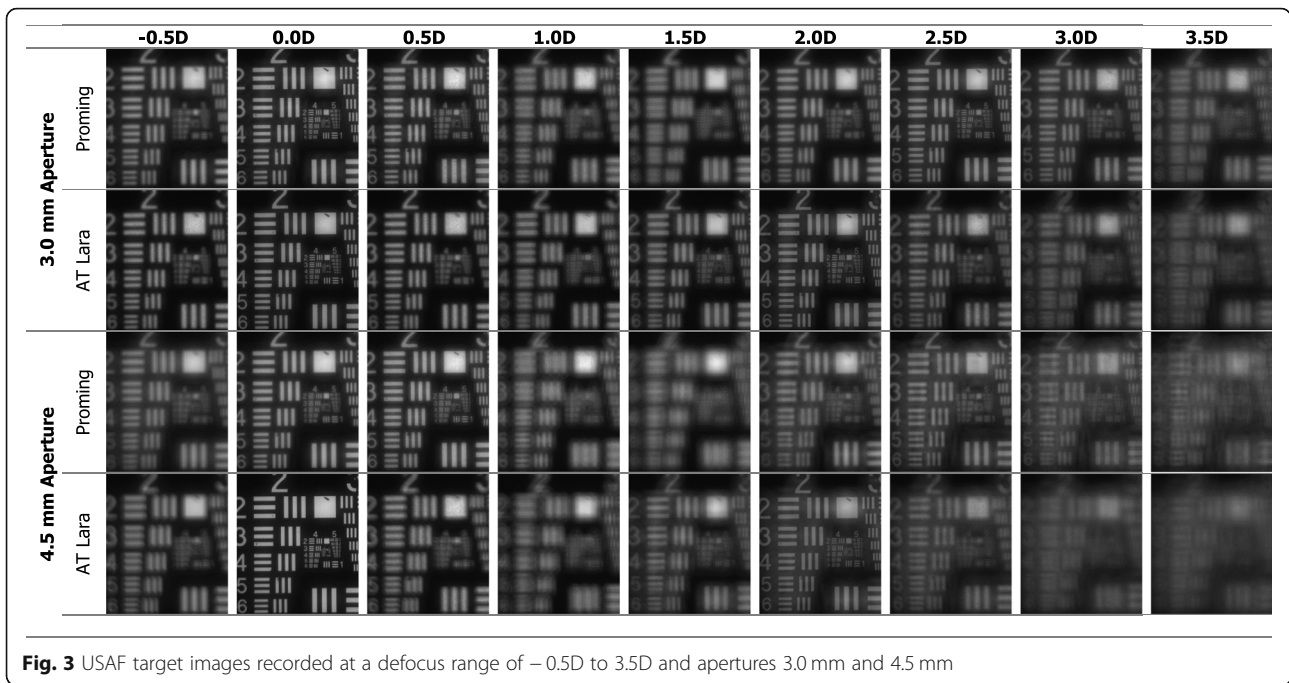 -0.5D 0.0D 0.5D 1.0D 1.5D 2.0D 2.5D 3.0D 3.5D
3.0 mm Aperture
Proming
AT Lara
4.5 mm Aperture
Proming
AT Lara
Fig. 3 USAF target images recorded at a defocus range of − 0.5D to 3.5D and apertures 3.0 mm and 4.5 mm